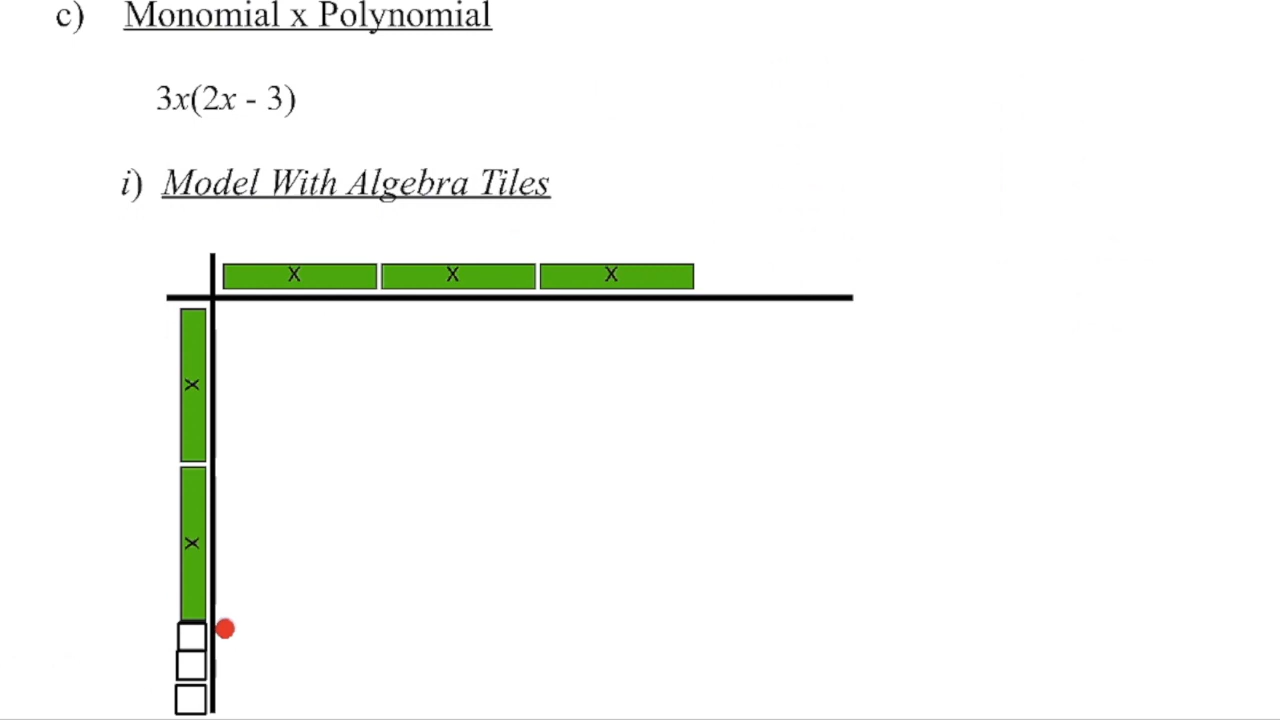 c) Monomial x Polynomial
3x(2x - 3)
i) Model With Algebra Tiles
X X X
X
X